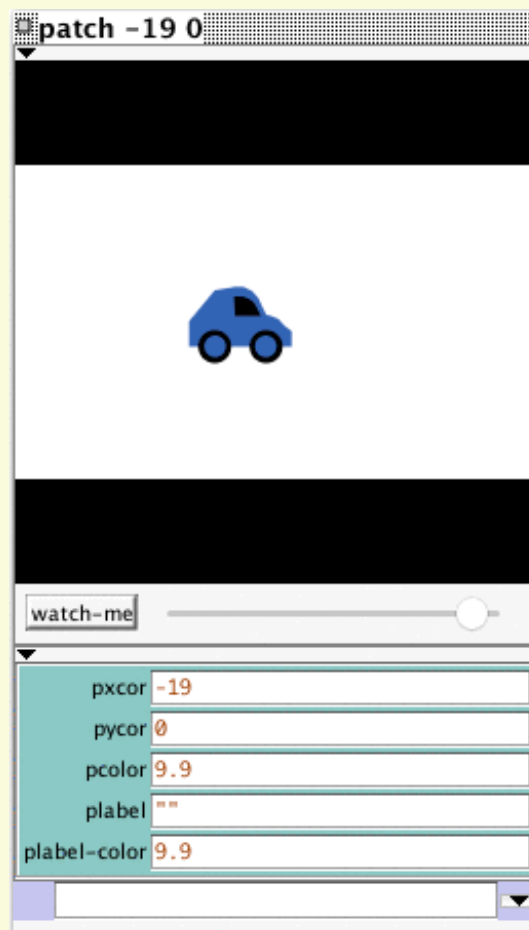 patch -19 0
watch-me
pxcor -19
pycor 0
pcolor 9.9
plabel ""
plabel-color 9.9